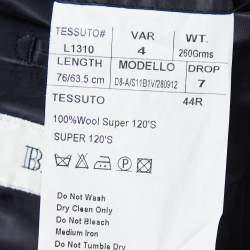 TESSUTO# VAR WT.
L1310 4 260Grms
LENGTH MODELLO DROP
76/63.5 cm D8-A/S11B1V/280912 7
TESSUTO 44R
100%Wool Super 120'S
SUPER 120'S
Do Not Wash
Dry Clean Only
Do Not Bleach
Medium Iron
Do Not Tumble Dry
B